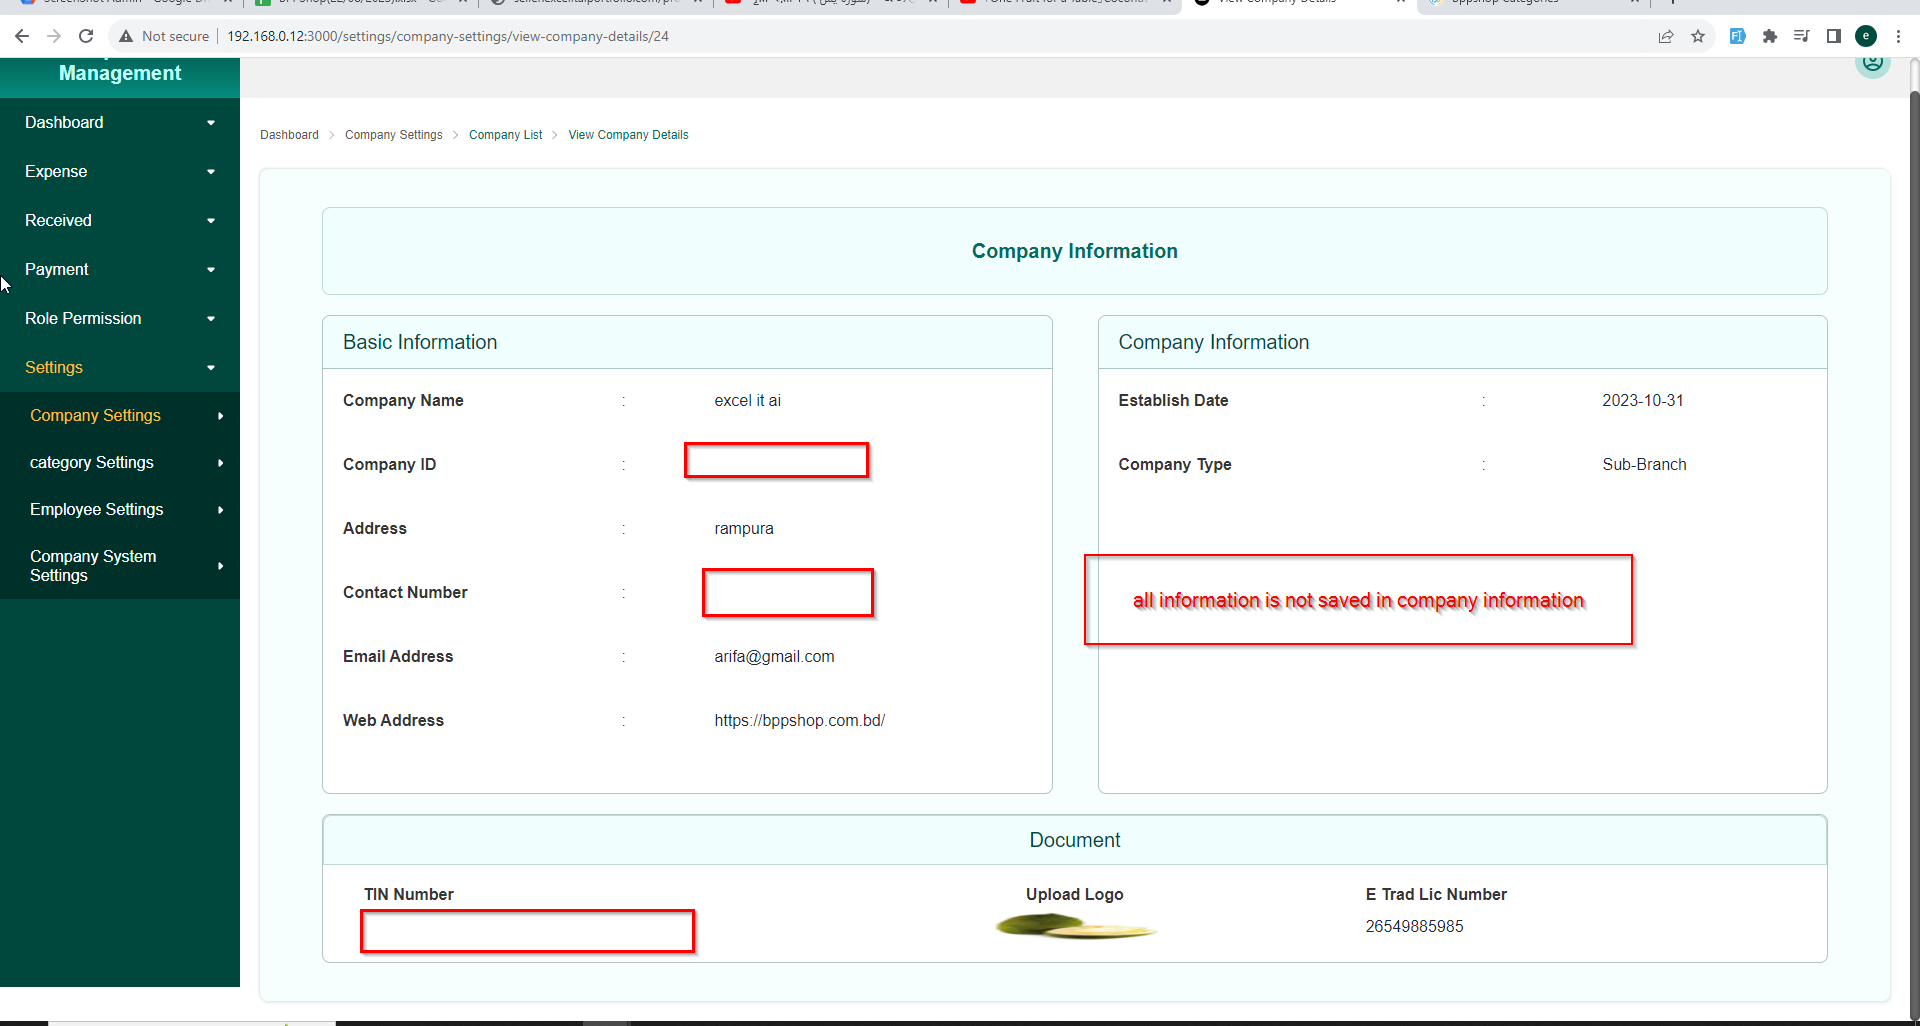 Not secure
192.168.0.12:3000/settings/company-settings/view-company-details/24
e
Management
Dashboard
Expense
Received
Payment
Role Permission
Settings
Company Settings
category Settings
Employee Settings
Company System
Settings
Dashboard > Company Settings > Company List > View Company Details
Company Information
Basic Information
Company Name : excel it ai
Company ID :
Address : rampura
Contact Number :
Email Address : arifa@gmail.com
Web Address : https://bppshop.com.bd/
Company Information
Establish Date : 2023-10-31
Company Type : Sub-Branch
all information is not saved in company information
Document
TIN Number
Upload Logo
E Trad Lic Number
26549885985